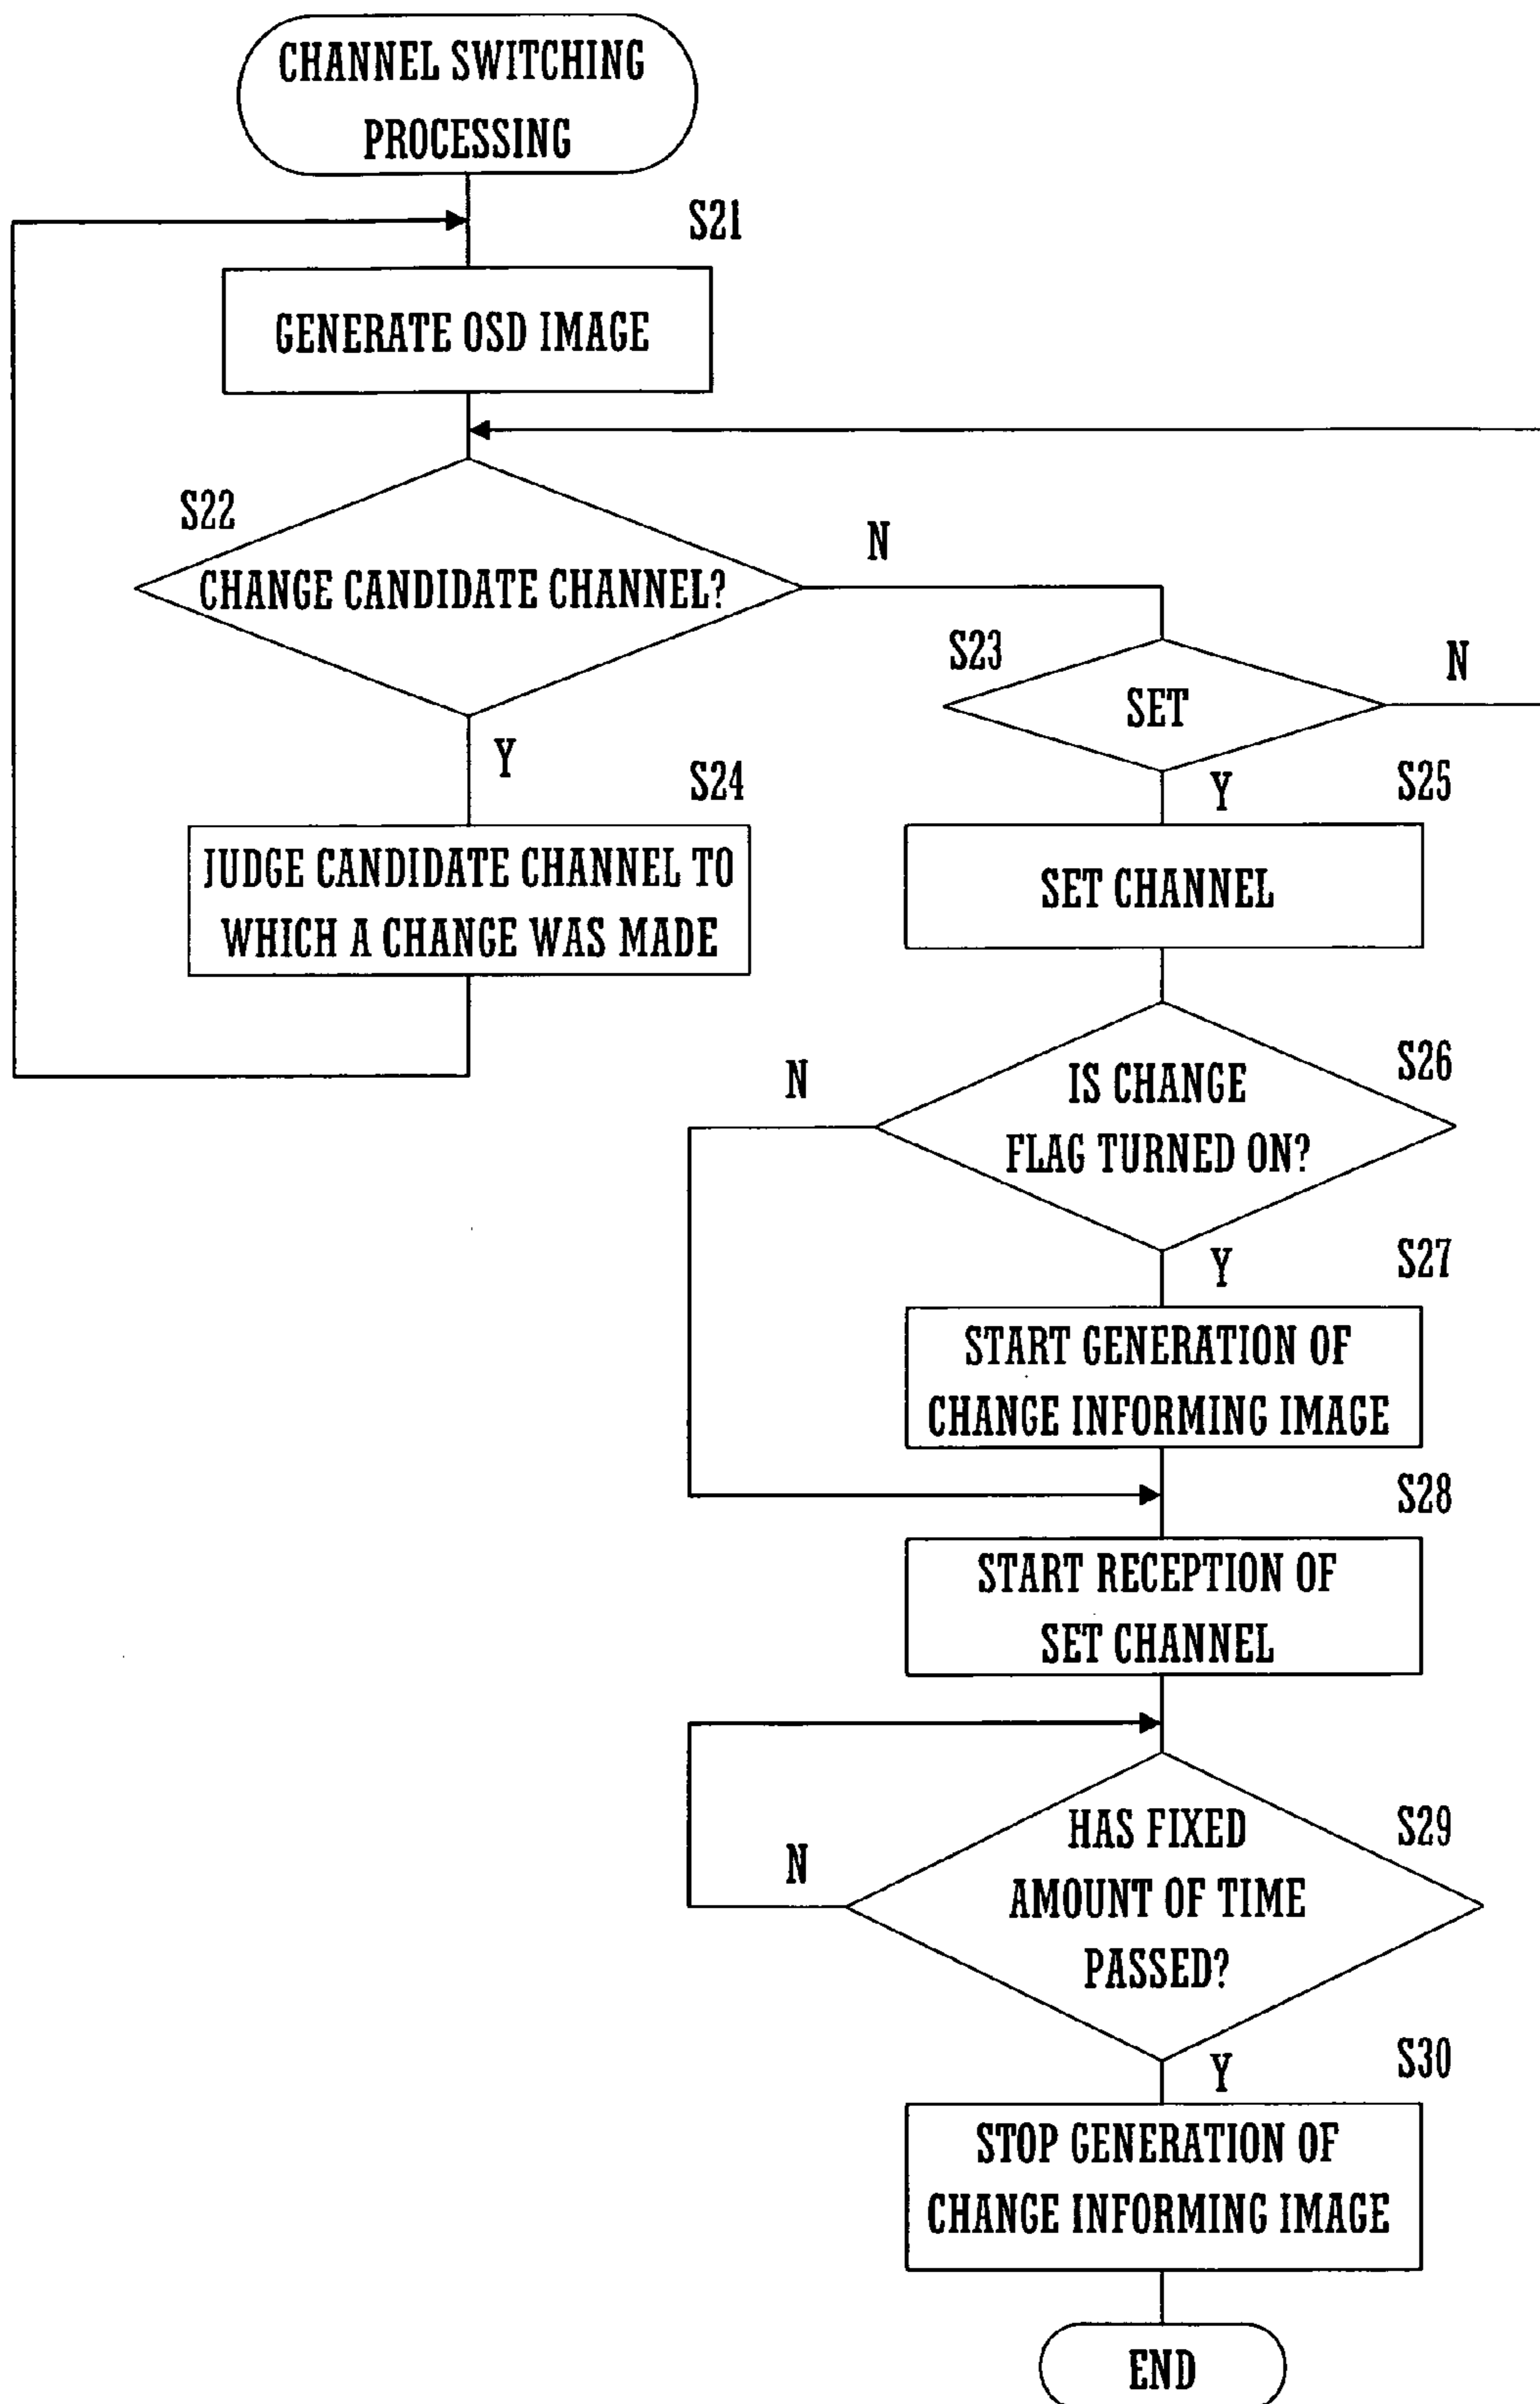 CHANNEL SWITCHING
PROCESSING
S21
GENERATE OSD IMAGE
S22
CHANGE CANDIDATE CHANNEL?
N
Y
S23
SET
N
Y
S24
JUDGE CANDIDATE CHANNEL TO
WHICH A CHANGE WAS MADE
S25
SET CHANNEL
S26
IS CHANGE
FLAG TURNED ON?
N
Y
S27
START GENERATION OF
CHANGE INFORMING IMAGE
S28
START RECEPTION OF
SET CHANNEL
S29
HAS FIXED
AMOUNT OF TIME
PASSED?
N
Y
S30
STOP GENERATION OF
CHANGE INFORMING IMAGE
END